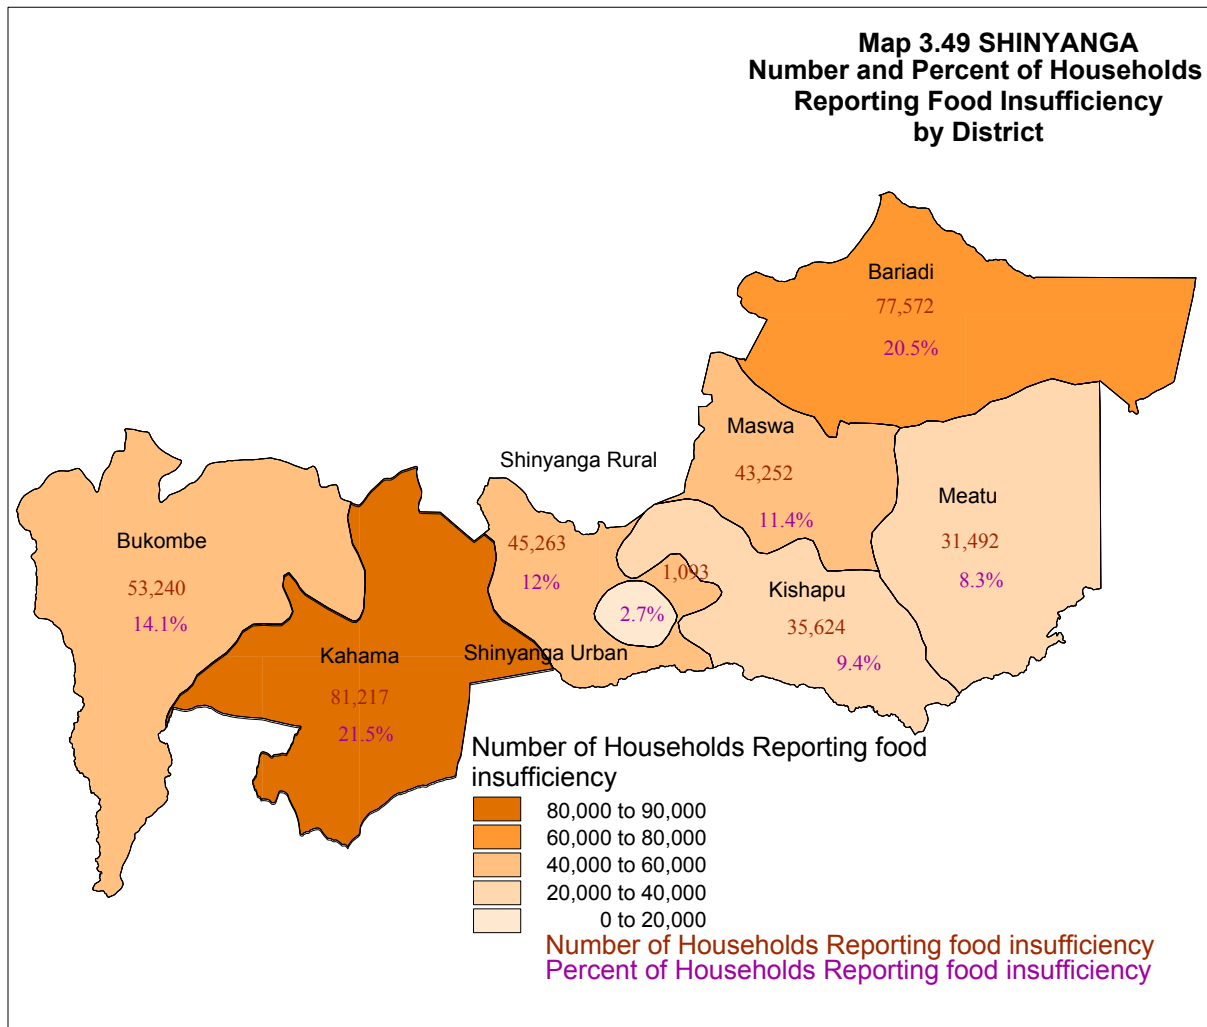 Map 3.49 SHINYANGA
Number and Percent of Households
Reporting Food Insufficiency
by District
Bariadi
77,572
20.5%
Maswa
43,252
11.4%
Meatu
31,492
8.3%
Shinyanga Rural
45,263
12%
1,093
2.7%
Shinyanga Urban
Kishapu
35,624
9.4%
Bukombe
53,240
14.1%
Kahama
81,217
21.5%
Number of Households Reporting food
insufficiency
80,000 to 90,000
60,000 to 80,000
40,000 to 60,000
20,000 to 40,000
0 to 20,000
Number of Households Reporting food insufficiency
Percent of Households Reporting food insufficiency